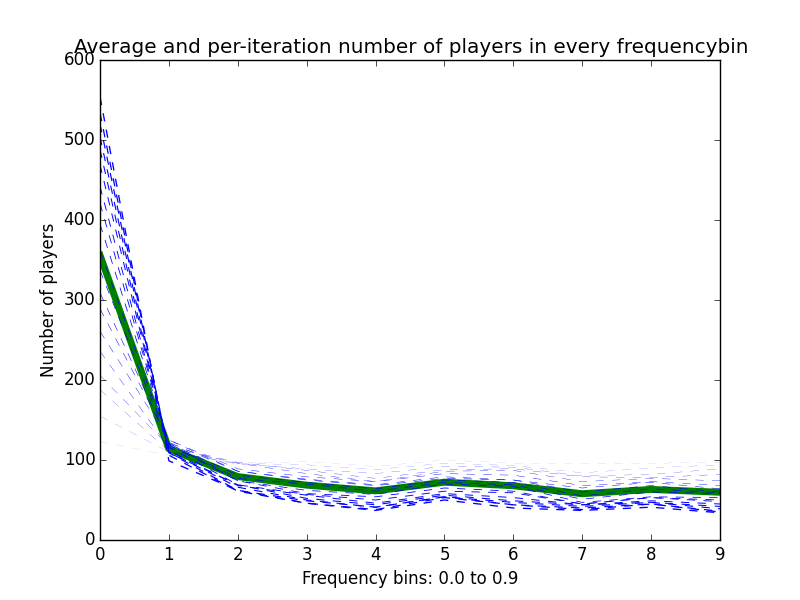 Average and per-iteration number of players in every frequencybin
600
500
400
300
200
100
0
Number of players
0 1 2 3 4 5 6 7 8 9
Frequency bins: 0.0 to 0.9